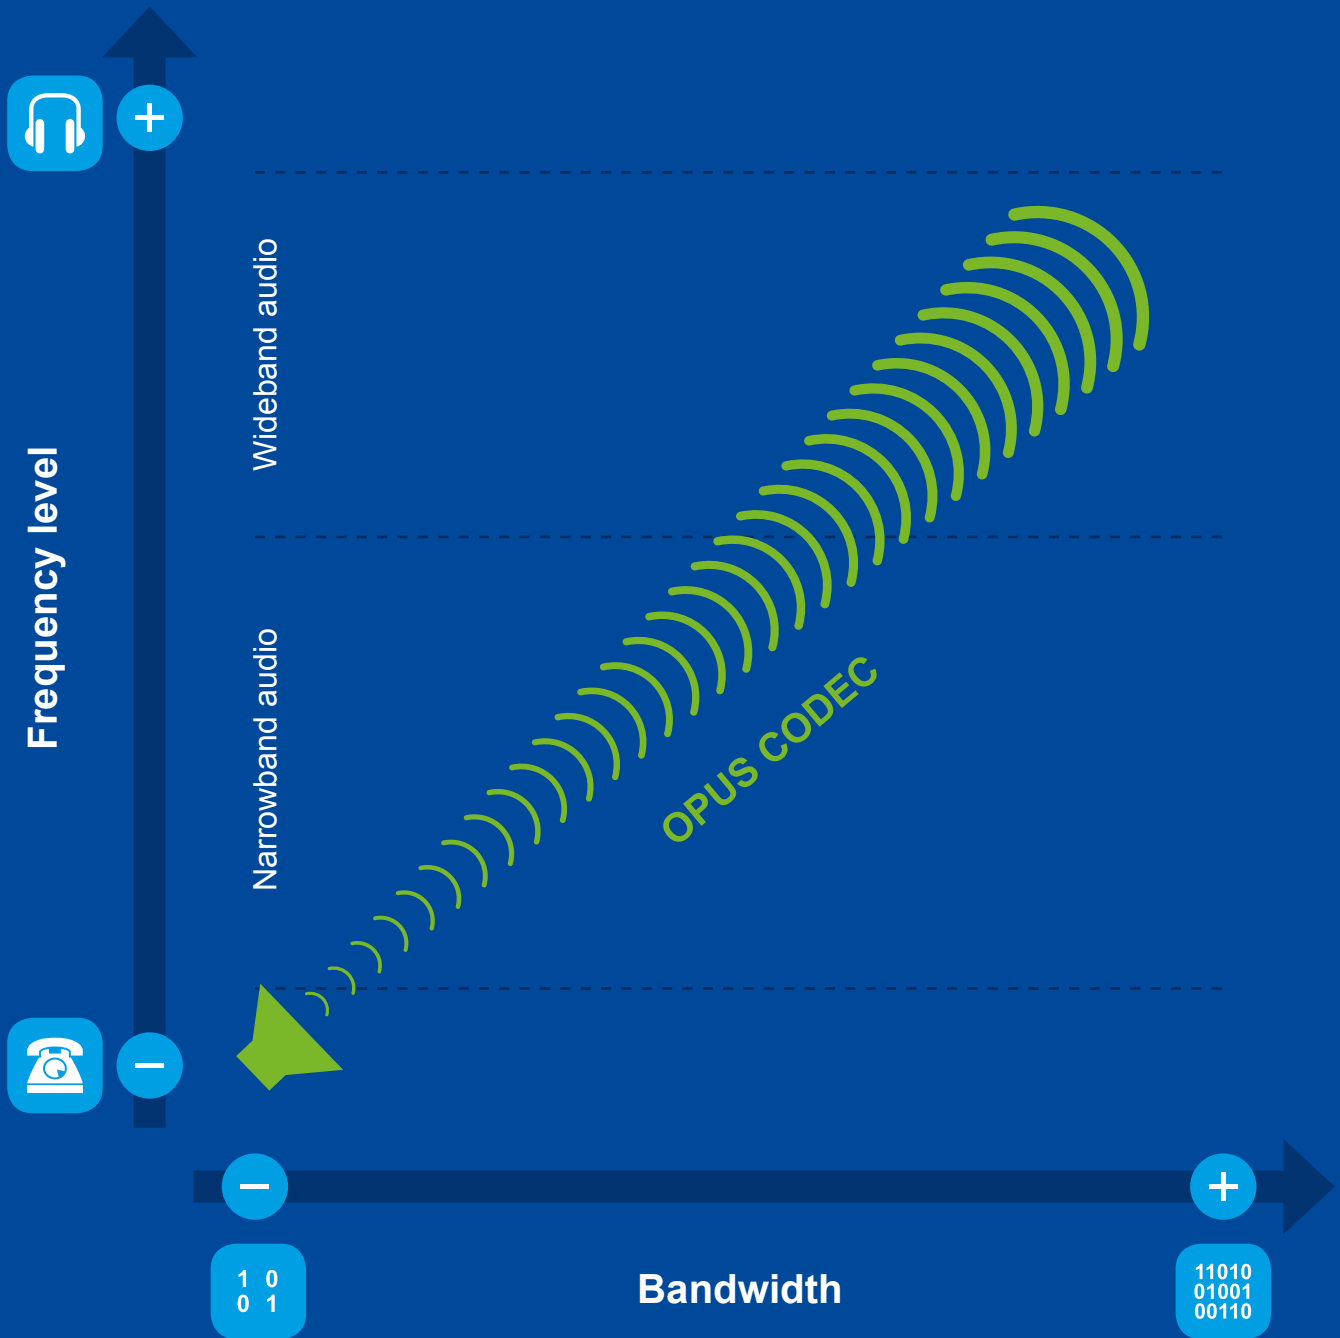 Wideband audio
Frequency level
Narrowband audio
OPUS CODEC
1 0
0 1
Bandwidth
11010
01001
00110